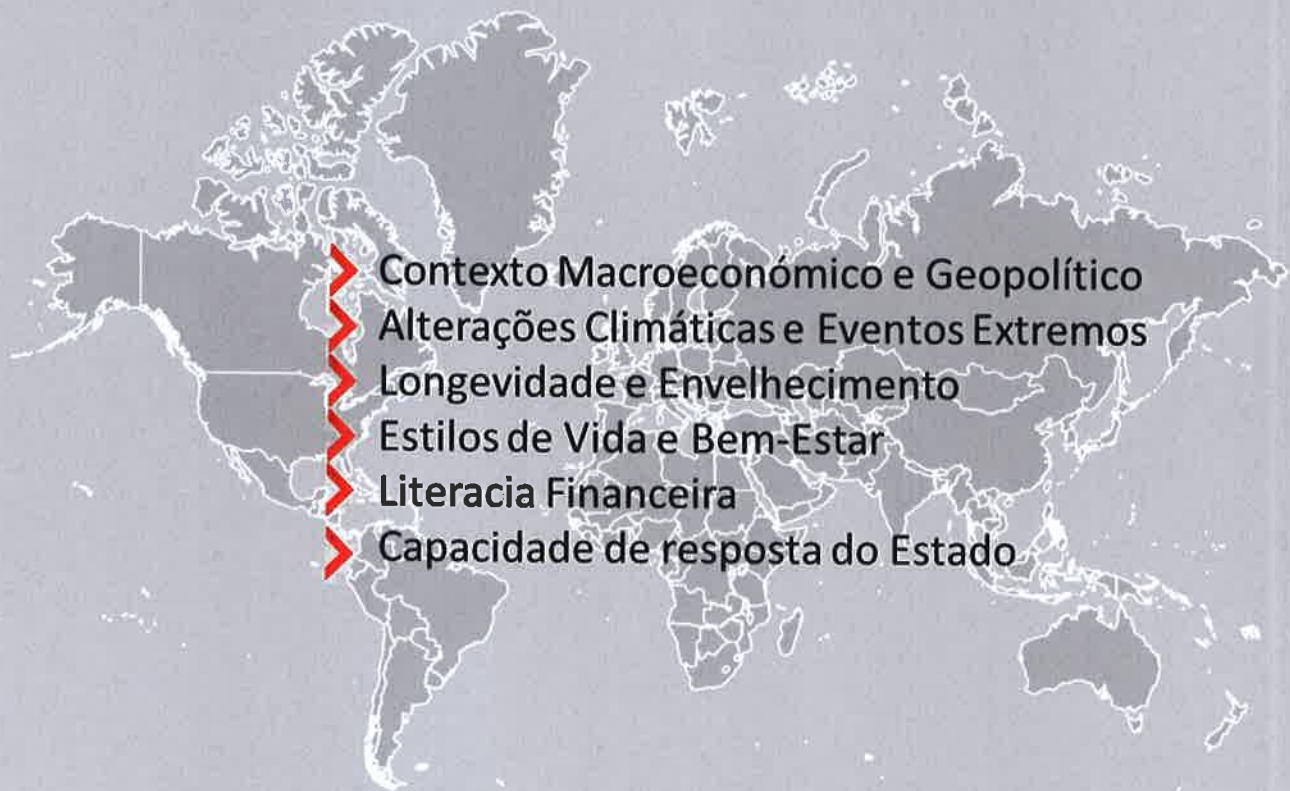 Contexto Macroeconómico e Geopolítico
Alterações Climáticas e Eventos Extremos
Longevidade e Envelhecimento
Estilos de Vida e Bem-Estar
Literacia Financeira
Capacidade de resposta do Estado